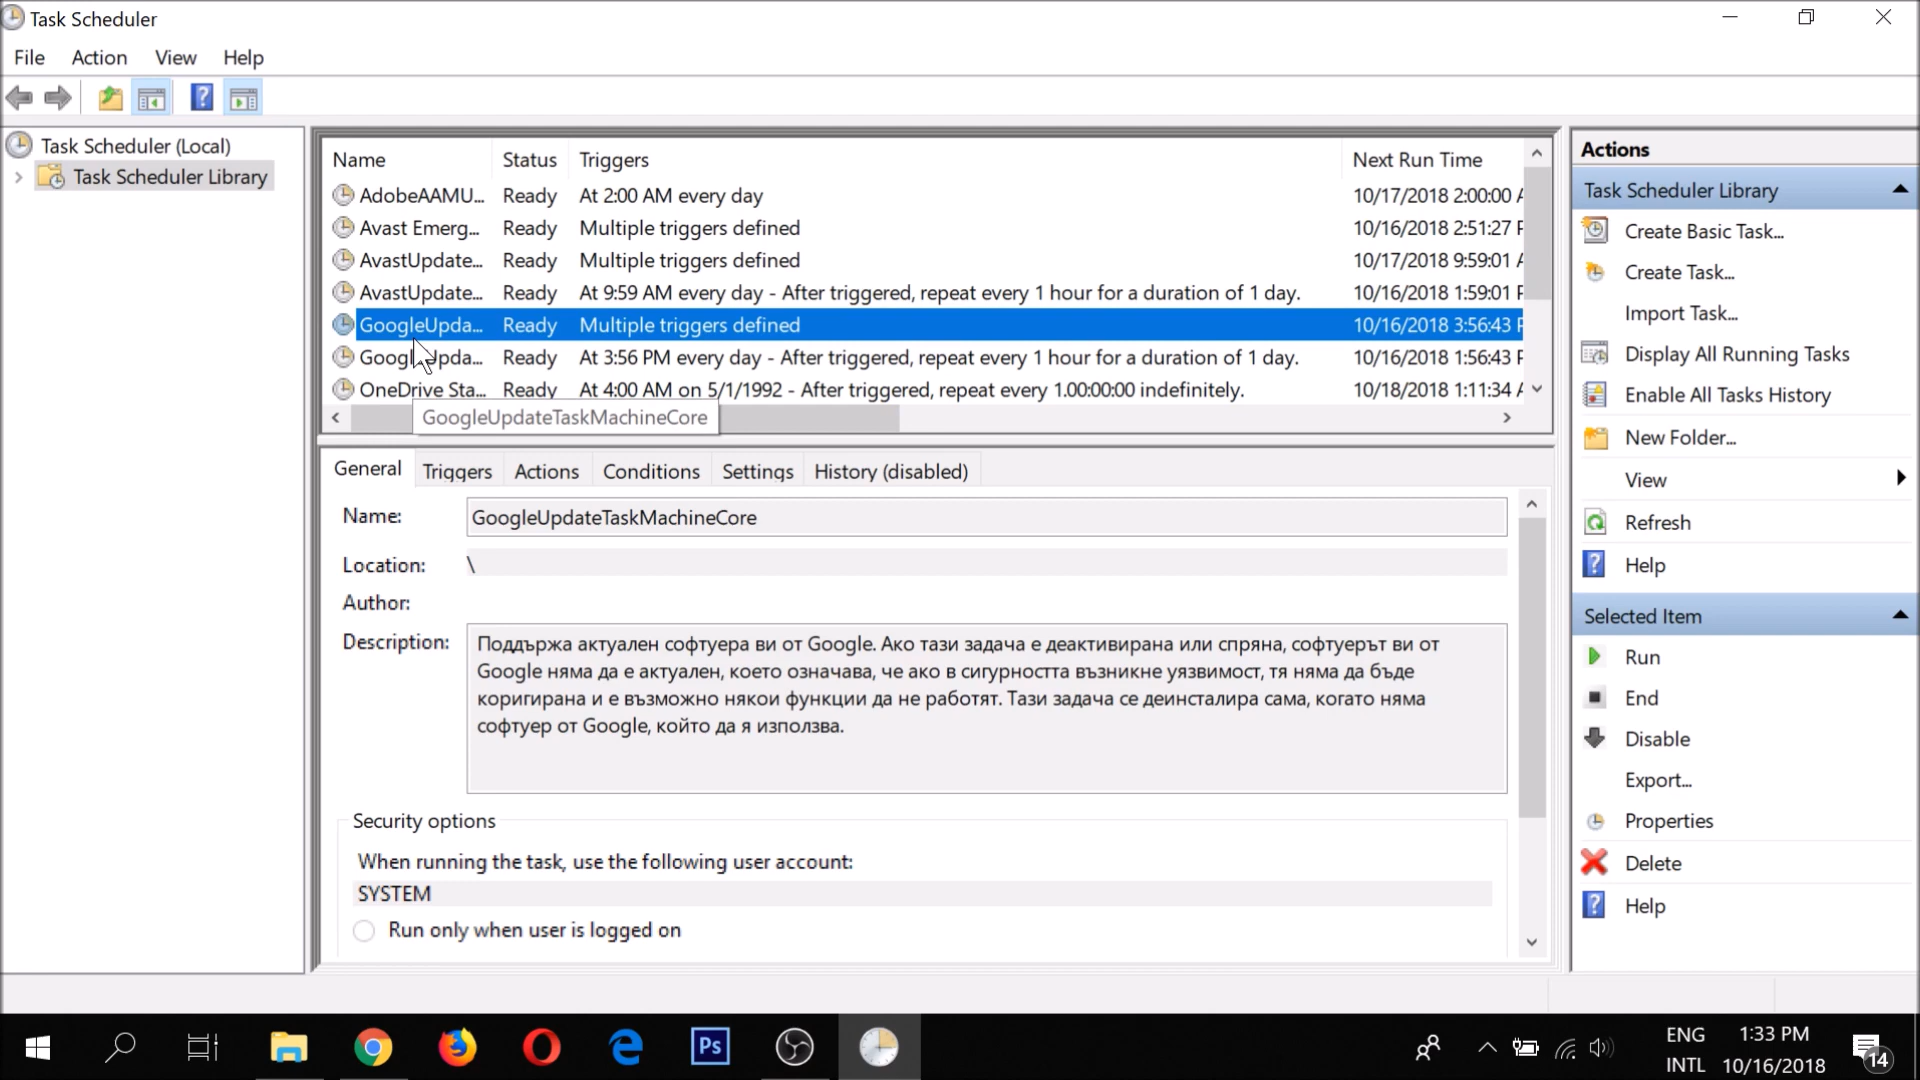 Task Scheduler
File Action View Help
Task Scheduler (Local)
Task Scheduler Library
Name Status Triggers Next Run Time
AdobeAAMU... Ready At 2:00 AM every day 10/17/2018 2:00:00 A
Avast Emerg... Ready Multiple triggers defined 10/16/2018 2:51:27 P
AvastUpdate... Ready Multiple triggers defined 10/17/2018 9:59:01 A
AvastUpdate... Ready At 9:59 AM every day - After triggered, repeat every 1 hour for a duration of 1 day. 10/16/2018 1:59:01 P
GoogleUpda... Ready Multiple triggers defined 10/16/2018 3:56:43 P
GoogleUpda... Ready At 3:56 PM every day - After triggered, repeat every 1 hour for a duration of 1 day. 10/16/2018 1:56:43 P
OneDrive Sta... Ready At 4:00 AM on 5/1/1992 - After triggered, repeat every 1.00:00:00 indefinitely. 10/18/2018 1:11:34 A
GoogleUpdateTaskMachineCore
General Triggers Actions Conditions Settings History (disabled)
Name: GoogleUpdateTaskMachineCore
Location: \
Author:
Description: Поддържа актуален софтуера ви от Google. Ако тази задача е деактивирана или спряна, софтуерът ви от
Google няма да е актуален, което означава, че ако в сигурността възникне уязвимост, тя няма да бъде
коригирана и е възможно някои функции да не работят. Тази задача се деинсталира сама, когато няма
софтуер от Google, който да я използва.
Security options
When running the task, use the following user account:
SYSTEM
Run only when user is logged on
Actions
Task Scheduler Library
Create Basic Task...
Create Task...
Import Task...
Display All Running Tasks
Enable All Tasks History
New Folder...
View
Refresh
Help
Selected Item
Run
End
Disable
Export...
Properties
Delete
Help
Ps
ENG 1:33 PM
INTL 10/16/2018
14